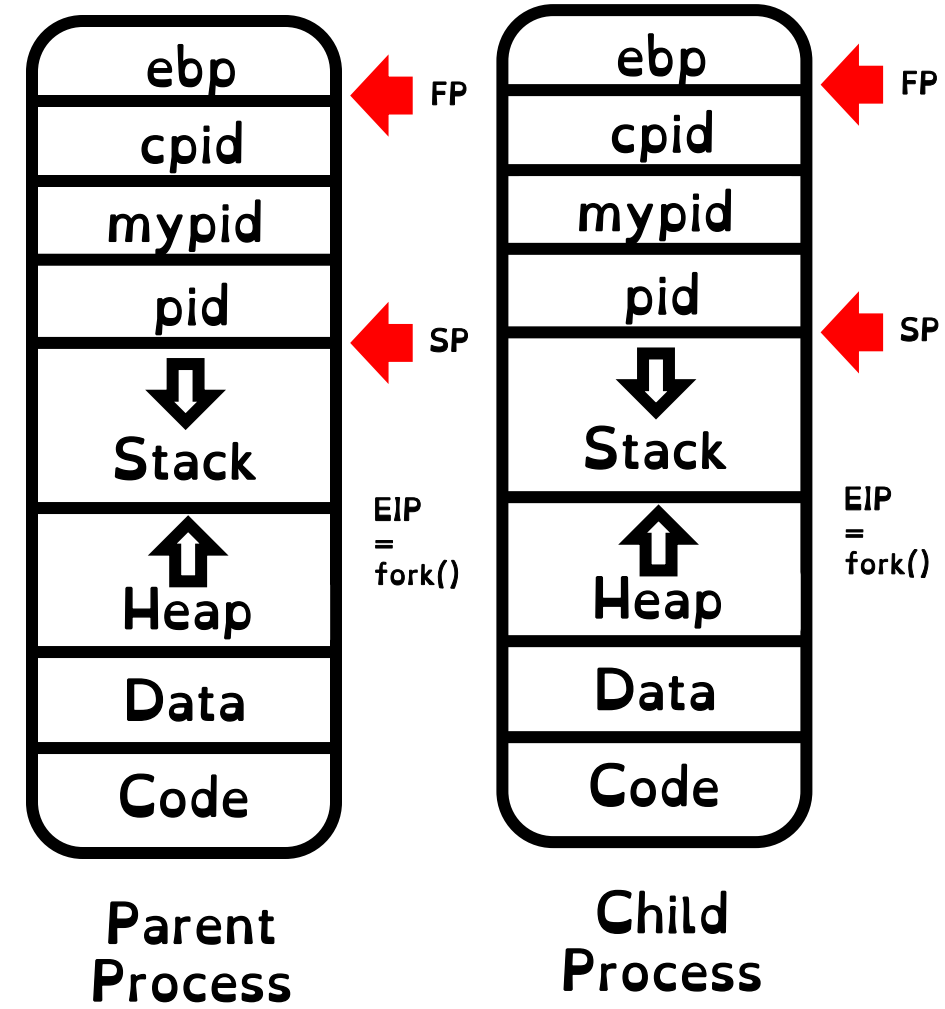 ebp
FP
cpid
mypid
pid
SP
Stack
EIP
=
fork()
Heap
Data
Code
Parent
Process
ebp
FP
cpid
mypid
pid
SP
Stack
EIP
=
fork()
Heap
Data
Code
Child
Process